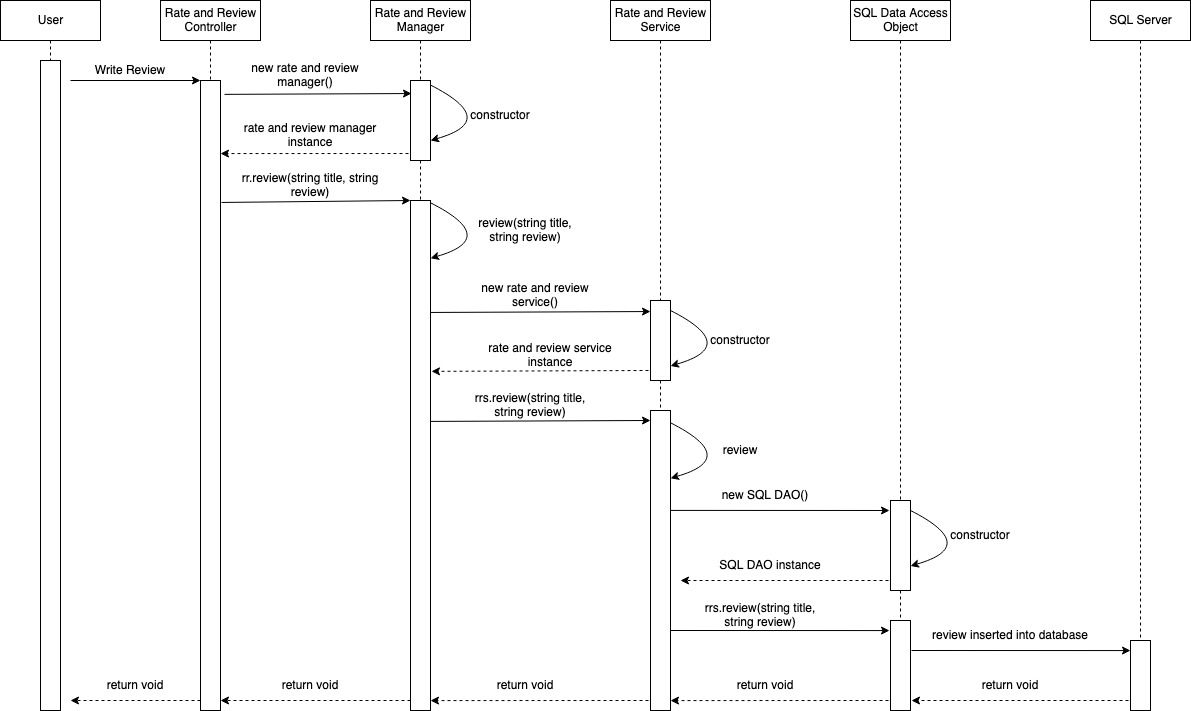 User
Rate and Review
Controller
Rate and Review
Manager
Rate and Review
Service
SQL Data Access
Object
SQL Server
Write Review
new rate and review
manager()
constructor
rate and review manager
instance
rr.review(string title, string
review)
review(string title,
string review)
new rate and review
service()
constructor
rate and review service
instance
rrs.review(string title,
string review)
review
new SQL DAO()
constructor
SQL DAO instance
rrs.review(string title,
string review)
review inserted into database
return void
return void
return void
return void
return void